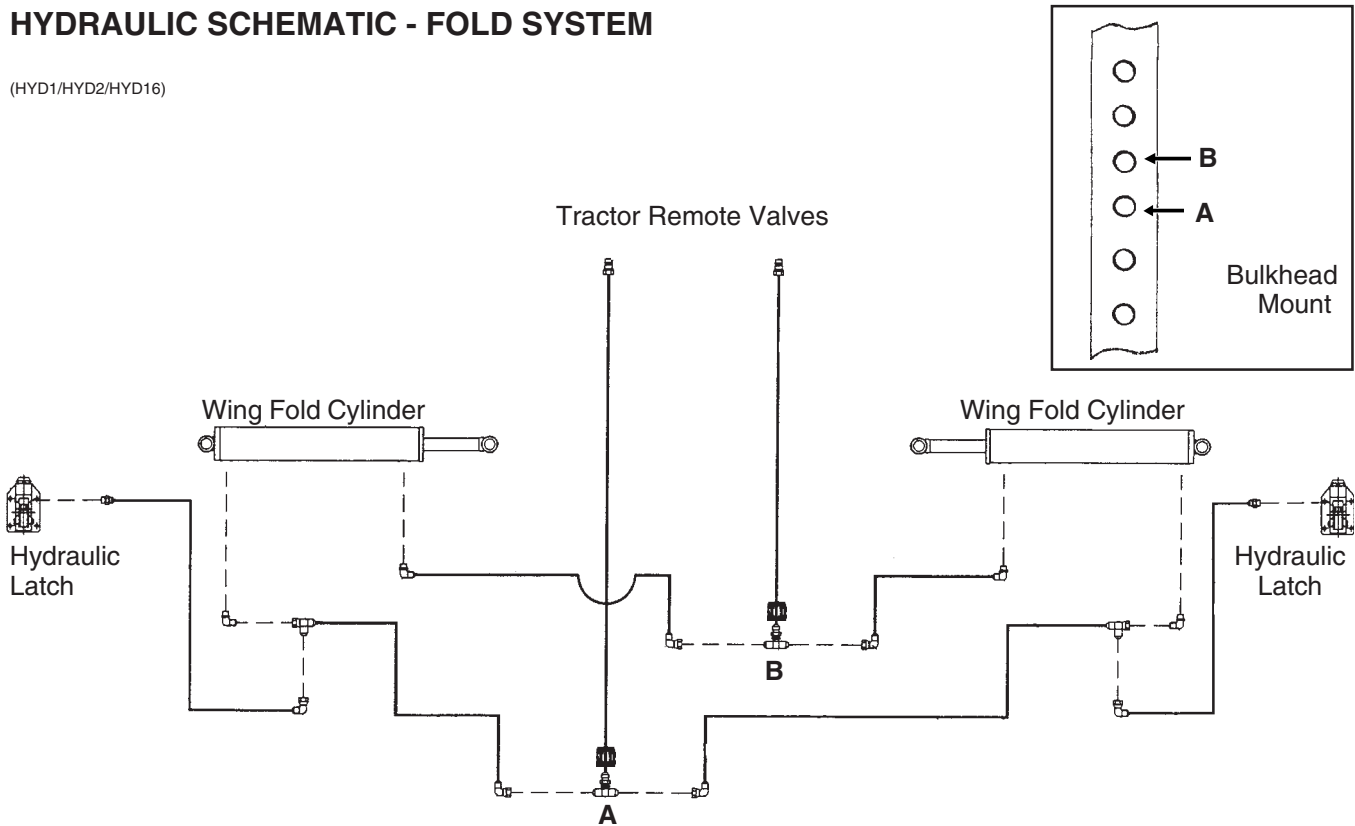 HYDRAULIC SCHEMATIC - FOLD SYSTEM
(HYD1/HYD2/HYD16)
B
A
Bulkhead
Mount
Tractor Remote Valves
Wing Fold Cylinder
Wing Fold Cylinder
Hydraulic
Latch
Hydraulic
Latch
B
A